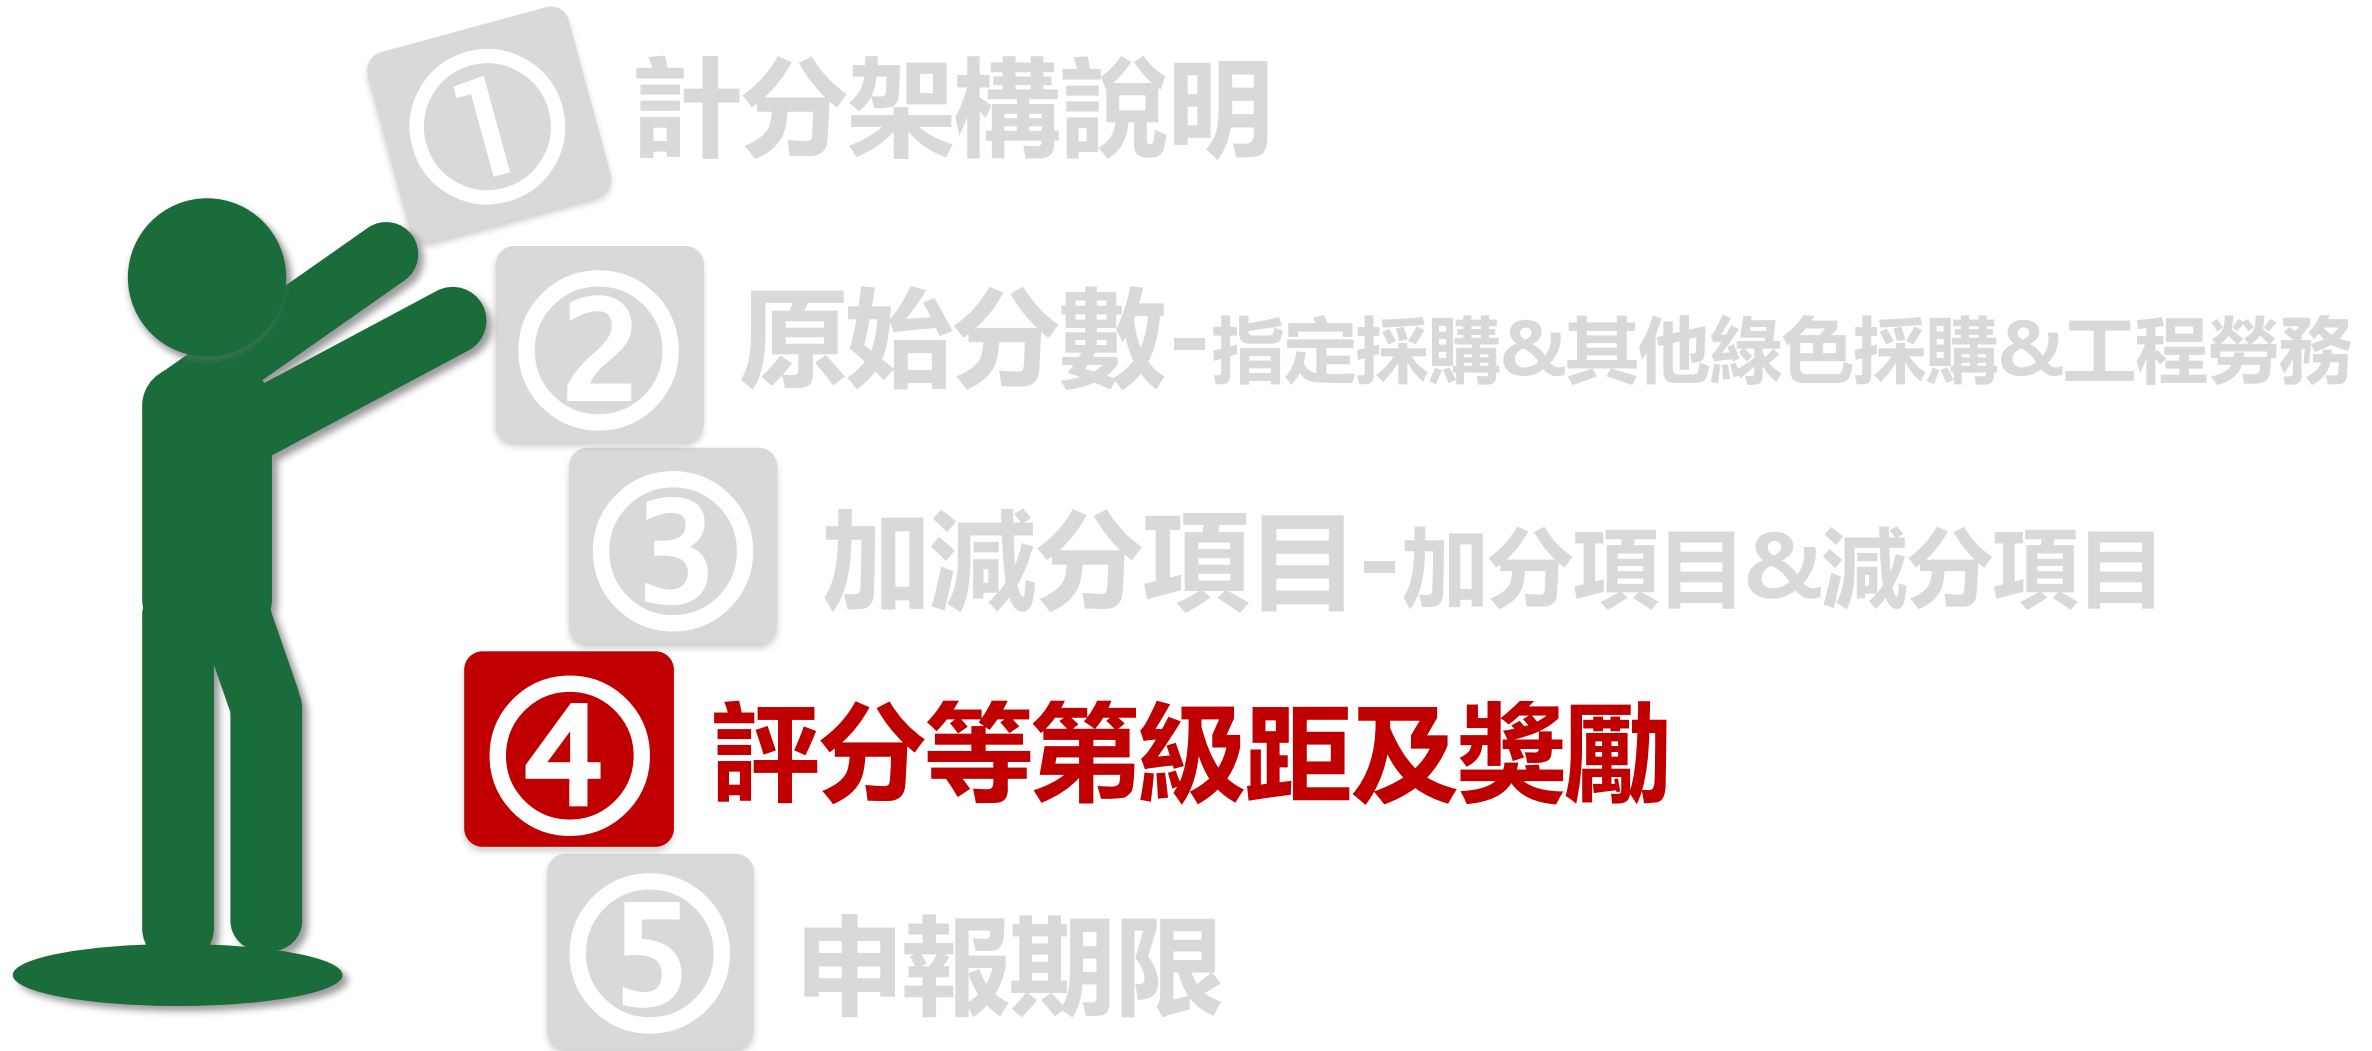 ① 計分架構說明
② 原始分數-指定採購&其他綠色採購&工程勞務
③ 加減分項目-加分項目&減分項目
④ 評分等第級距及獎勵
⑤ 申報期限